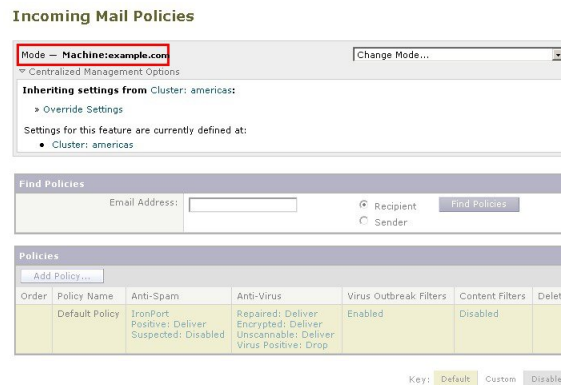 Incoming Mail Policies
Mode — Machine:example.com
Change Mode...
Centralized Management Options
Inheriting settings from Cluster: americas:
» Override Settings
Settings for this feature are currently defined at:
• Cluster: americas
Find Policies
Email Address:
Recipient
Sender
Find Policies
Policies
Add Policy...
Order Policy Name Anti-Spam Anti-Virus Virus Outbreak Filters Content Filters Delet
Default Policy IronPort Repaired: Deliver Enabled Disabled
Positive: Deliver Encrypted: Deliver
Suspected: Disabled Unscannable: Deliver
Virus Positive: Drop
Key: Default Custom Disable